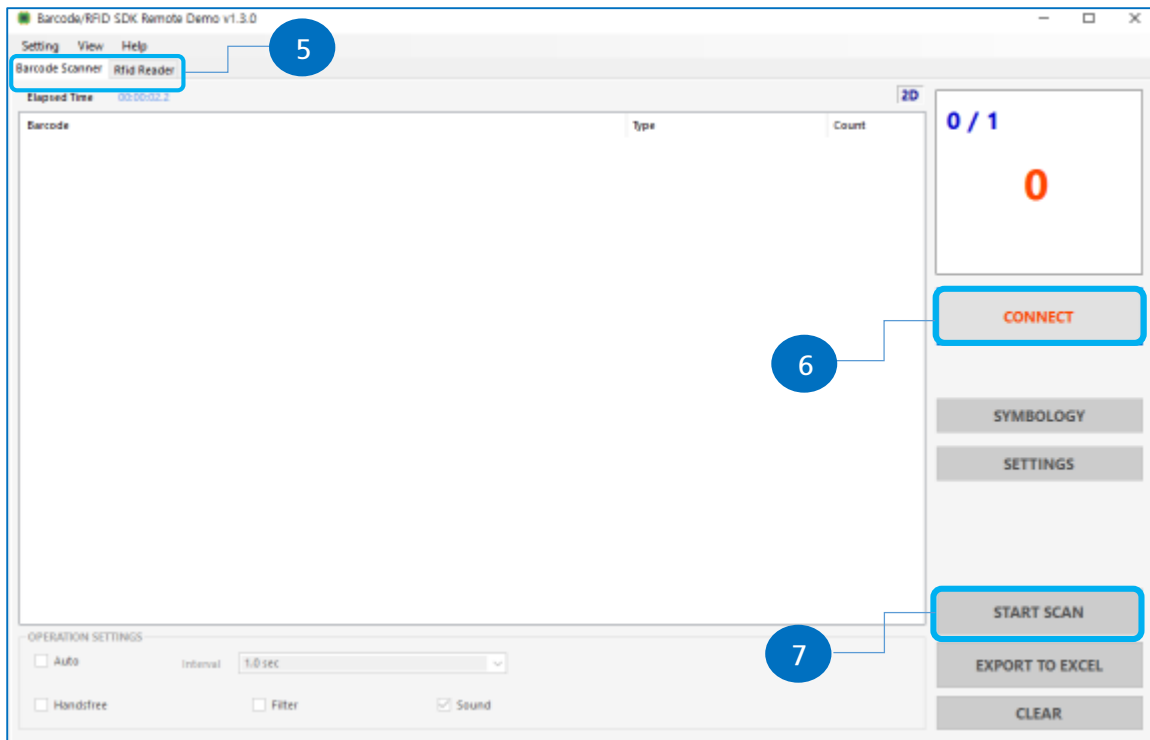 Barcode/RFID SDK Remote Demo v1.3.0
Setting View Help
5
Barcode Scanner Rfid Reader
Elapsed Time 00:00:02.2 2D
Barcode Type Count
0 / 1
0
CONNECT
6
SYMBOLOGY
SETTINGS
START SCAN
OPERATION SETTINGS
7
Auto Interval 1.0 sec
EXPORT TO EXCEL
Handsfree Filter Sound
CLEAR